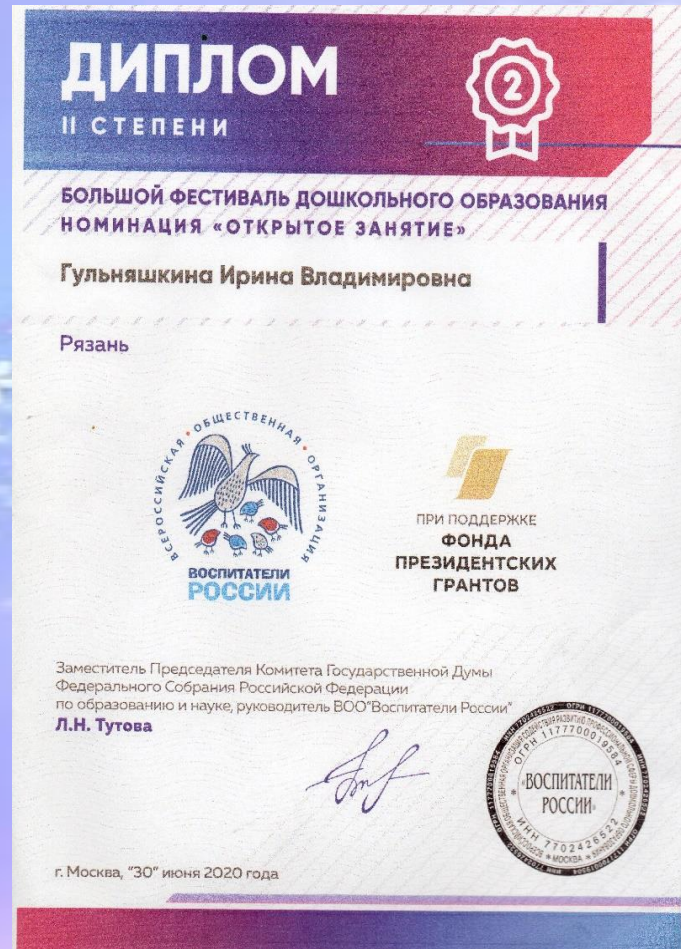 ДИПЛОМ
II СТЕПЕНИ
2
БОЛЬШОЙ ФЕСТИВАЛЬ ДОШКОЛЬНОГО ОБРАЗОВАНИЯ
НОМИНАЦИЯ «ОТКРЫТОЕ ЗАНЯТИЕ»
Гульняшкина Ирина Владимировна
Рязань
ВСЕРОССИЙСКАЯ • ОБЩЕСТВЕННАЯ • ОРГАНИЗАЦИЯ
ВОСПИТАТЕЛИ
РОССИИ
ПРИ ПОДДЕРЖКЕ
ФОНДА
ПРЕЗИДЕНТСКИХ
ГРАНТОВ
Заместитель Председателя Комитета Государственной Думы
Федерального Собрания Российской Федерации
по образованию и науке, руководитель ВОО"Воспитатели России"
Л.Н. Тутова
ОГРН 1177700019584
«ВОСПИТАТЕЛИ
РОССИИ»
ИНН 7702426522
* МОСКВА *
г. Москва, "30" июня 2020 года